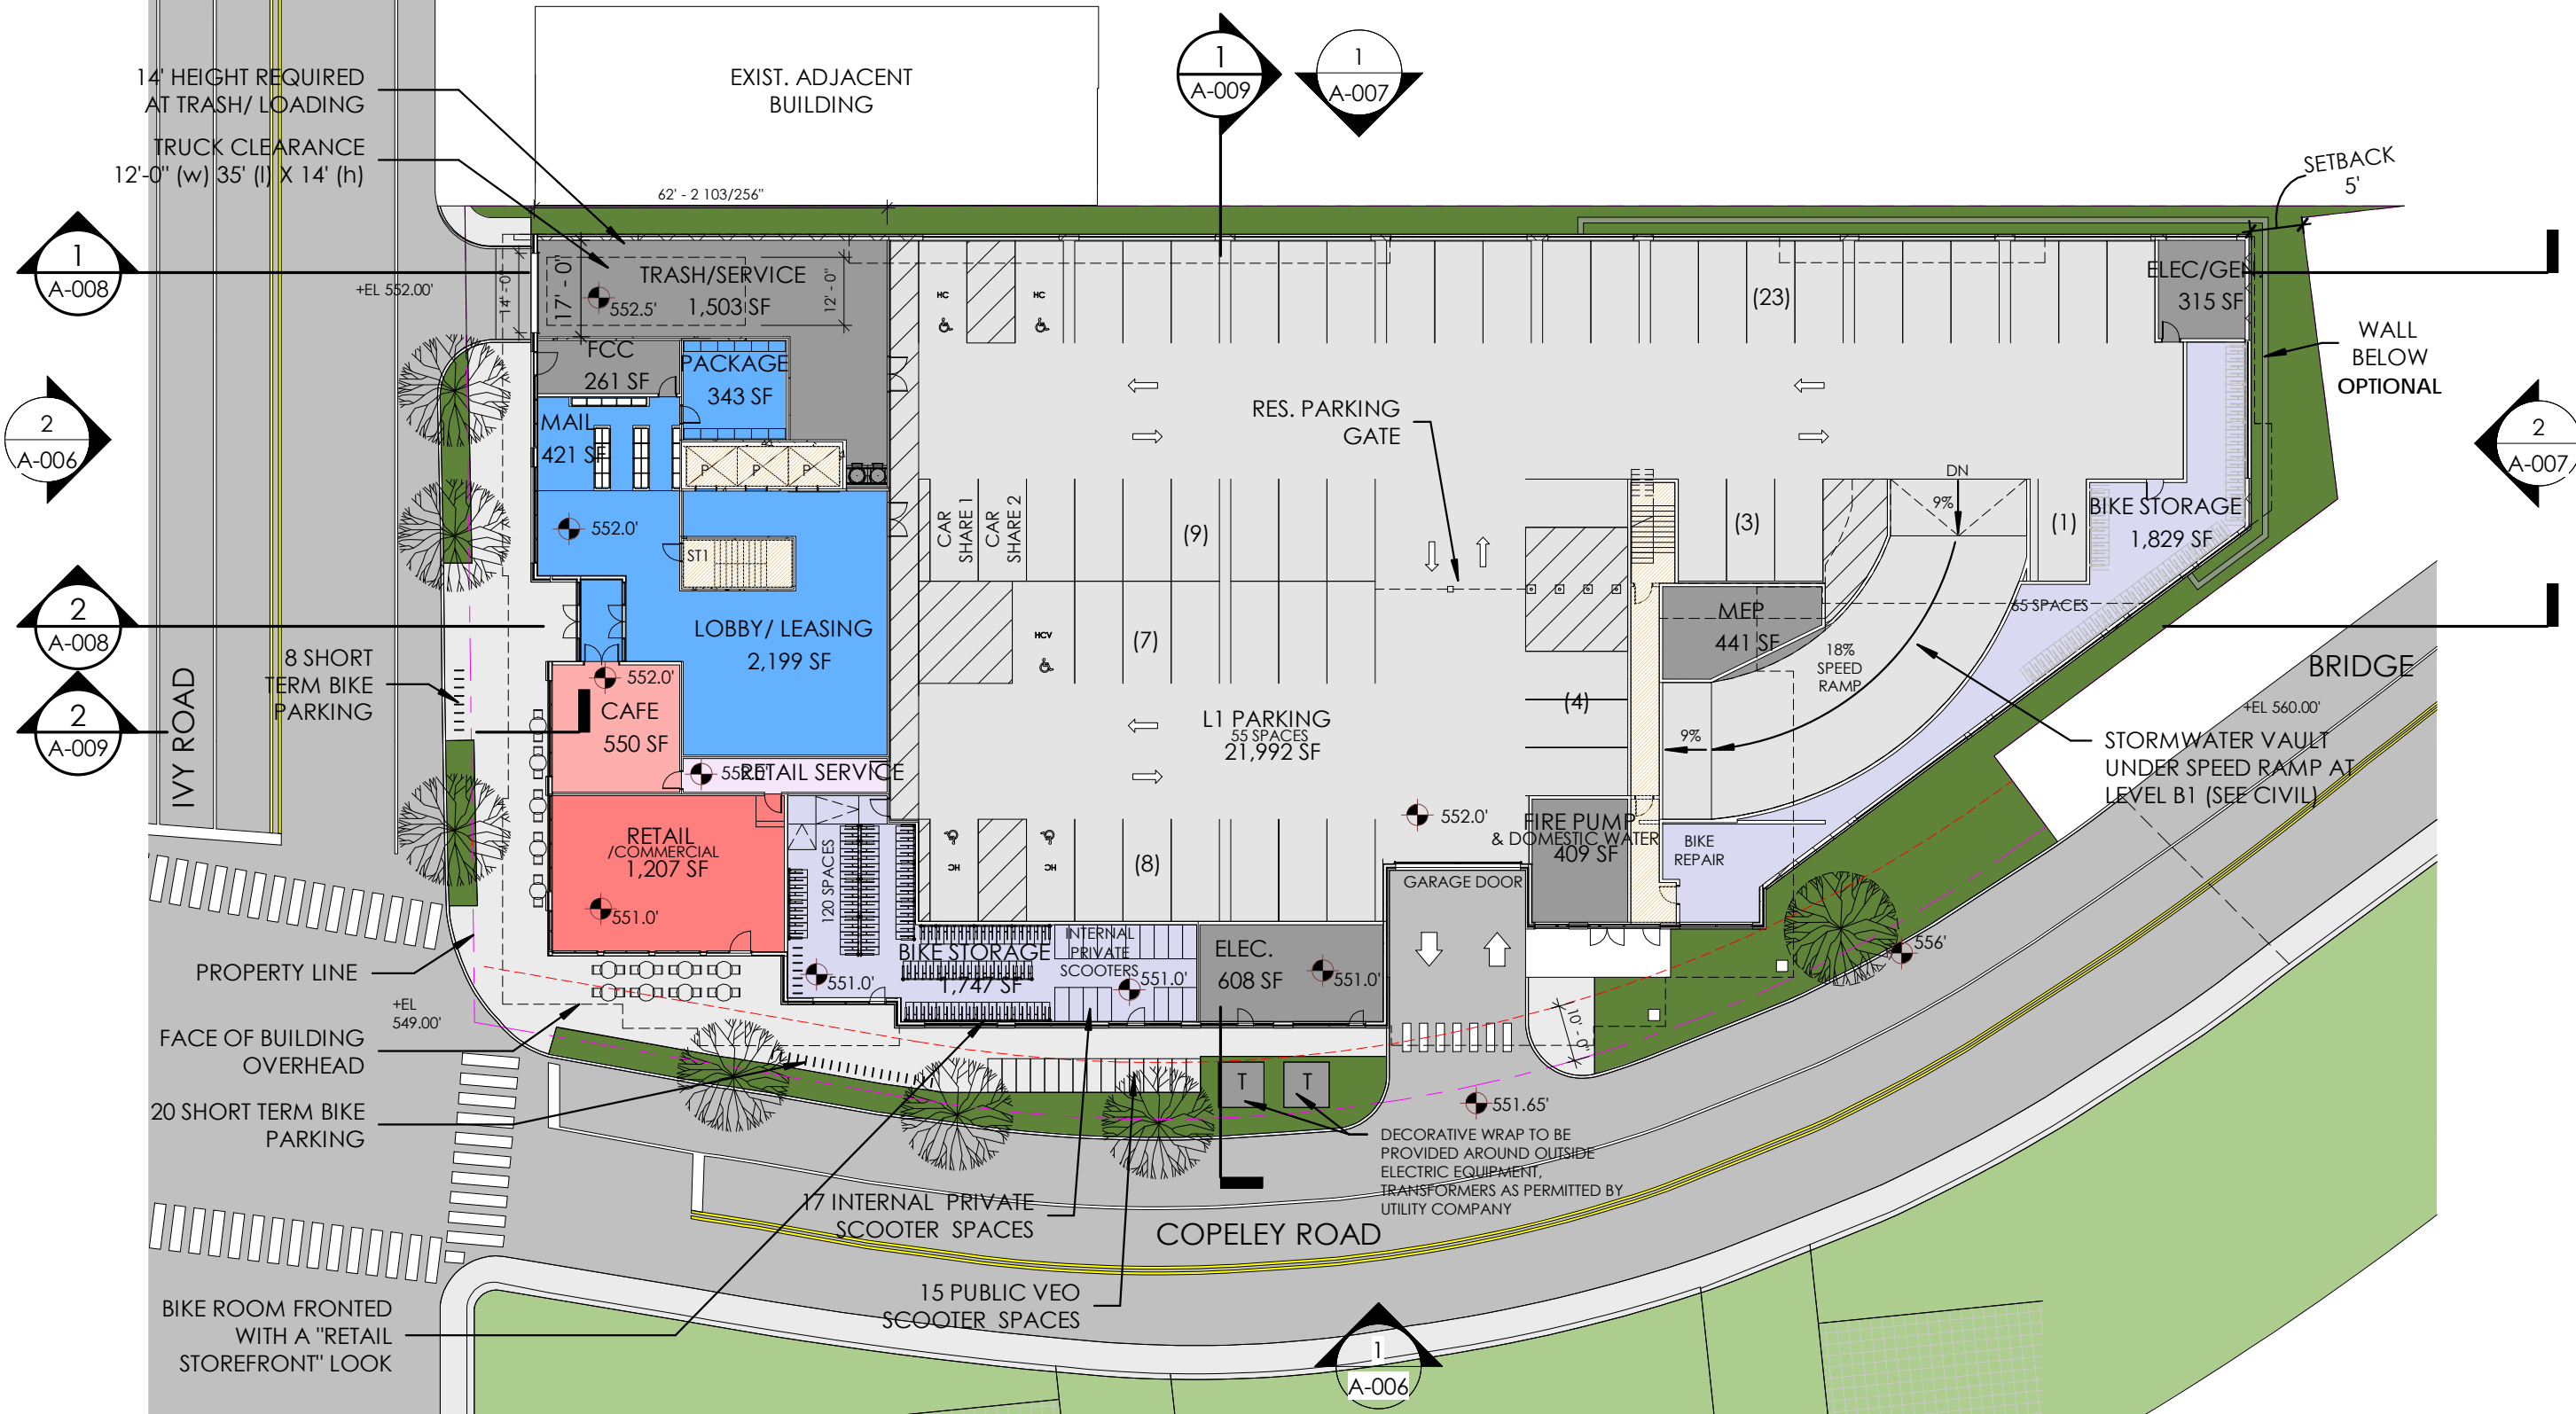 1
A-009
1
A-007
14' HEIGHT REQUIRED
AT TRASH/ LOADING
EXIST. ADJACENT
BUILDING
TRUCK CLEARANCE
12'-0" (w) 35' (l) X 14' (h)
62' - 2 103/256"
SETBACK
5'
1
A-008
+EL 552.00'
14' - 0"
17' - 0"
TRASH/SERVICE
1,503 SF
552.5'
12' - 0"
HC
HC
(23)
ELEC/GEN
315 SF
WALL
BELOW
OPTIONAL
FCC
261 SF
PACKAGE
343 SF
MAIL
421 SF
P
P
P
2
A-006
RES. PARKING
GATE
2
A-007
DN
9%
CAR
SHARE 1
CAR
SHARE 2
(9)
(3)
(1)
BIKE STORAGE
1,829 SF
65 SPACES
552.0'
ST1
2
A-008
LOBBY/ LEASING
2,199 SF
HCV
(7)
MEP
441 SF
18%
SPEED
RAMP
BRIDGE
+EL 560.00'
8 SHORT
TERM BIKE
PARKING
IVY ROAD
2
A-009
552.0'
CAFE
550 SF
(4)
L1 PARKING
55 SPACES
21,992 SF
9%
STORMWATER VAULT
UNDER SPEED RAMP AT
LEVEL B1 (SEE CIVIL)
552.0'
RETAIL SERVICE
RETAIL
/COMMERCIAL
1,207 SF
551.0'
120 SPACES
HC
HC
(8)
552.0'
FIRE PUMP
& DOMESTIC WATER
409 SF
BIKE
REPAIR
GARAGE DOOR
PROPERTY LINE
+EL
549.00'
551.0'
BIKE STORAGE
1,747 SF
INTERNAL
PRIVATE
SCOOTERS
551.0'
ELEC.
608 SF
551.0'
556'
10' - 0"
FACE OF BUILDING
OVERHEAD
20 SHORT TERM BIKE
PARKING
T
T
551.65'
DECORATIVE WRAP TO BE
PROVIDED AROUND OUTSIDE
ELECTRIC EQUIPMENT,
TRANSFORMERS AS PERMITTED BY
UTILITY COMPANY
17 INTERNAL PRIVATE
SCOOTER SPACES
COPELEY ROAD
15 PUBLIC VEO
SCOOTER SPACES
BIKE ROOM FRONTED
WITH A "RETAIL
STOREFRONT" LOOK
1
A-006